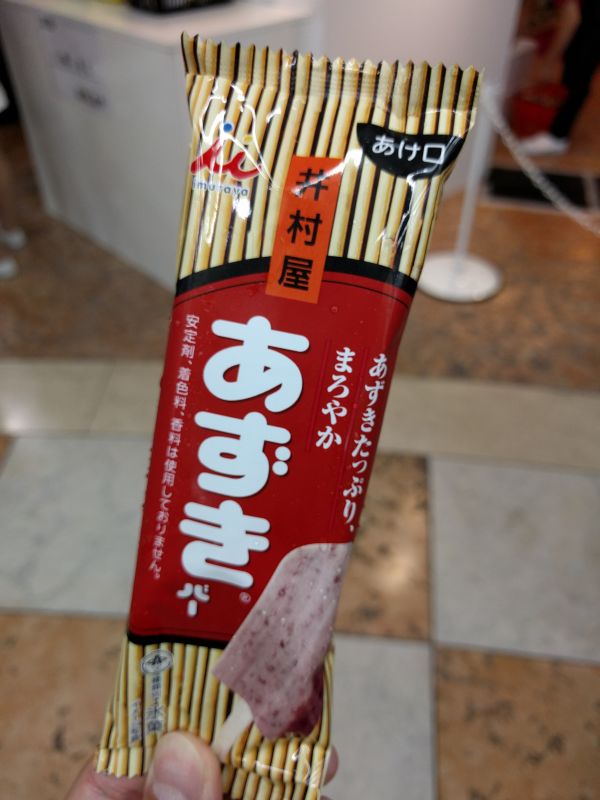 imuraya
あけ口
井村屋
あずきたっぷり、
まろやか
あずきバー
®
安定剤、着色料、香料は使用しておりません。
氷菓